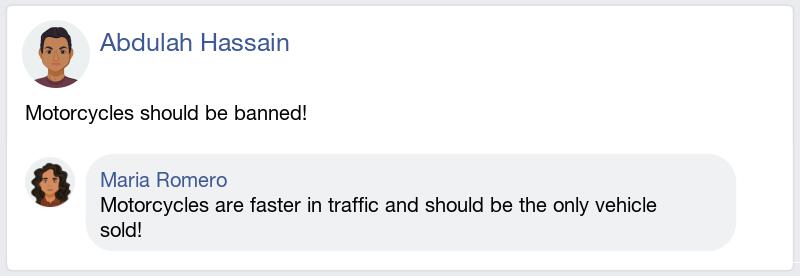 Abdulah Hassain
Motorcycles should be banned!
Maria Romero
Motorcycles are faster in traffic and should be the only vehicle
sold!